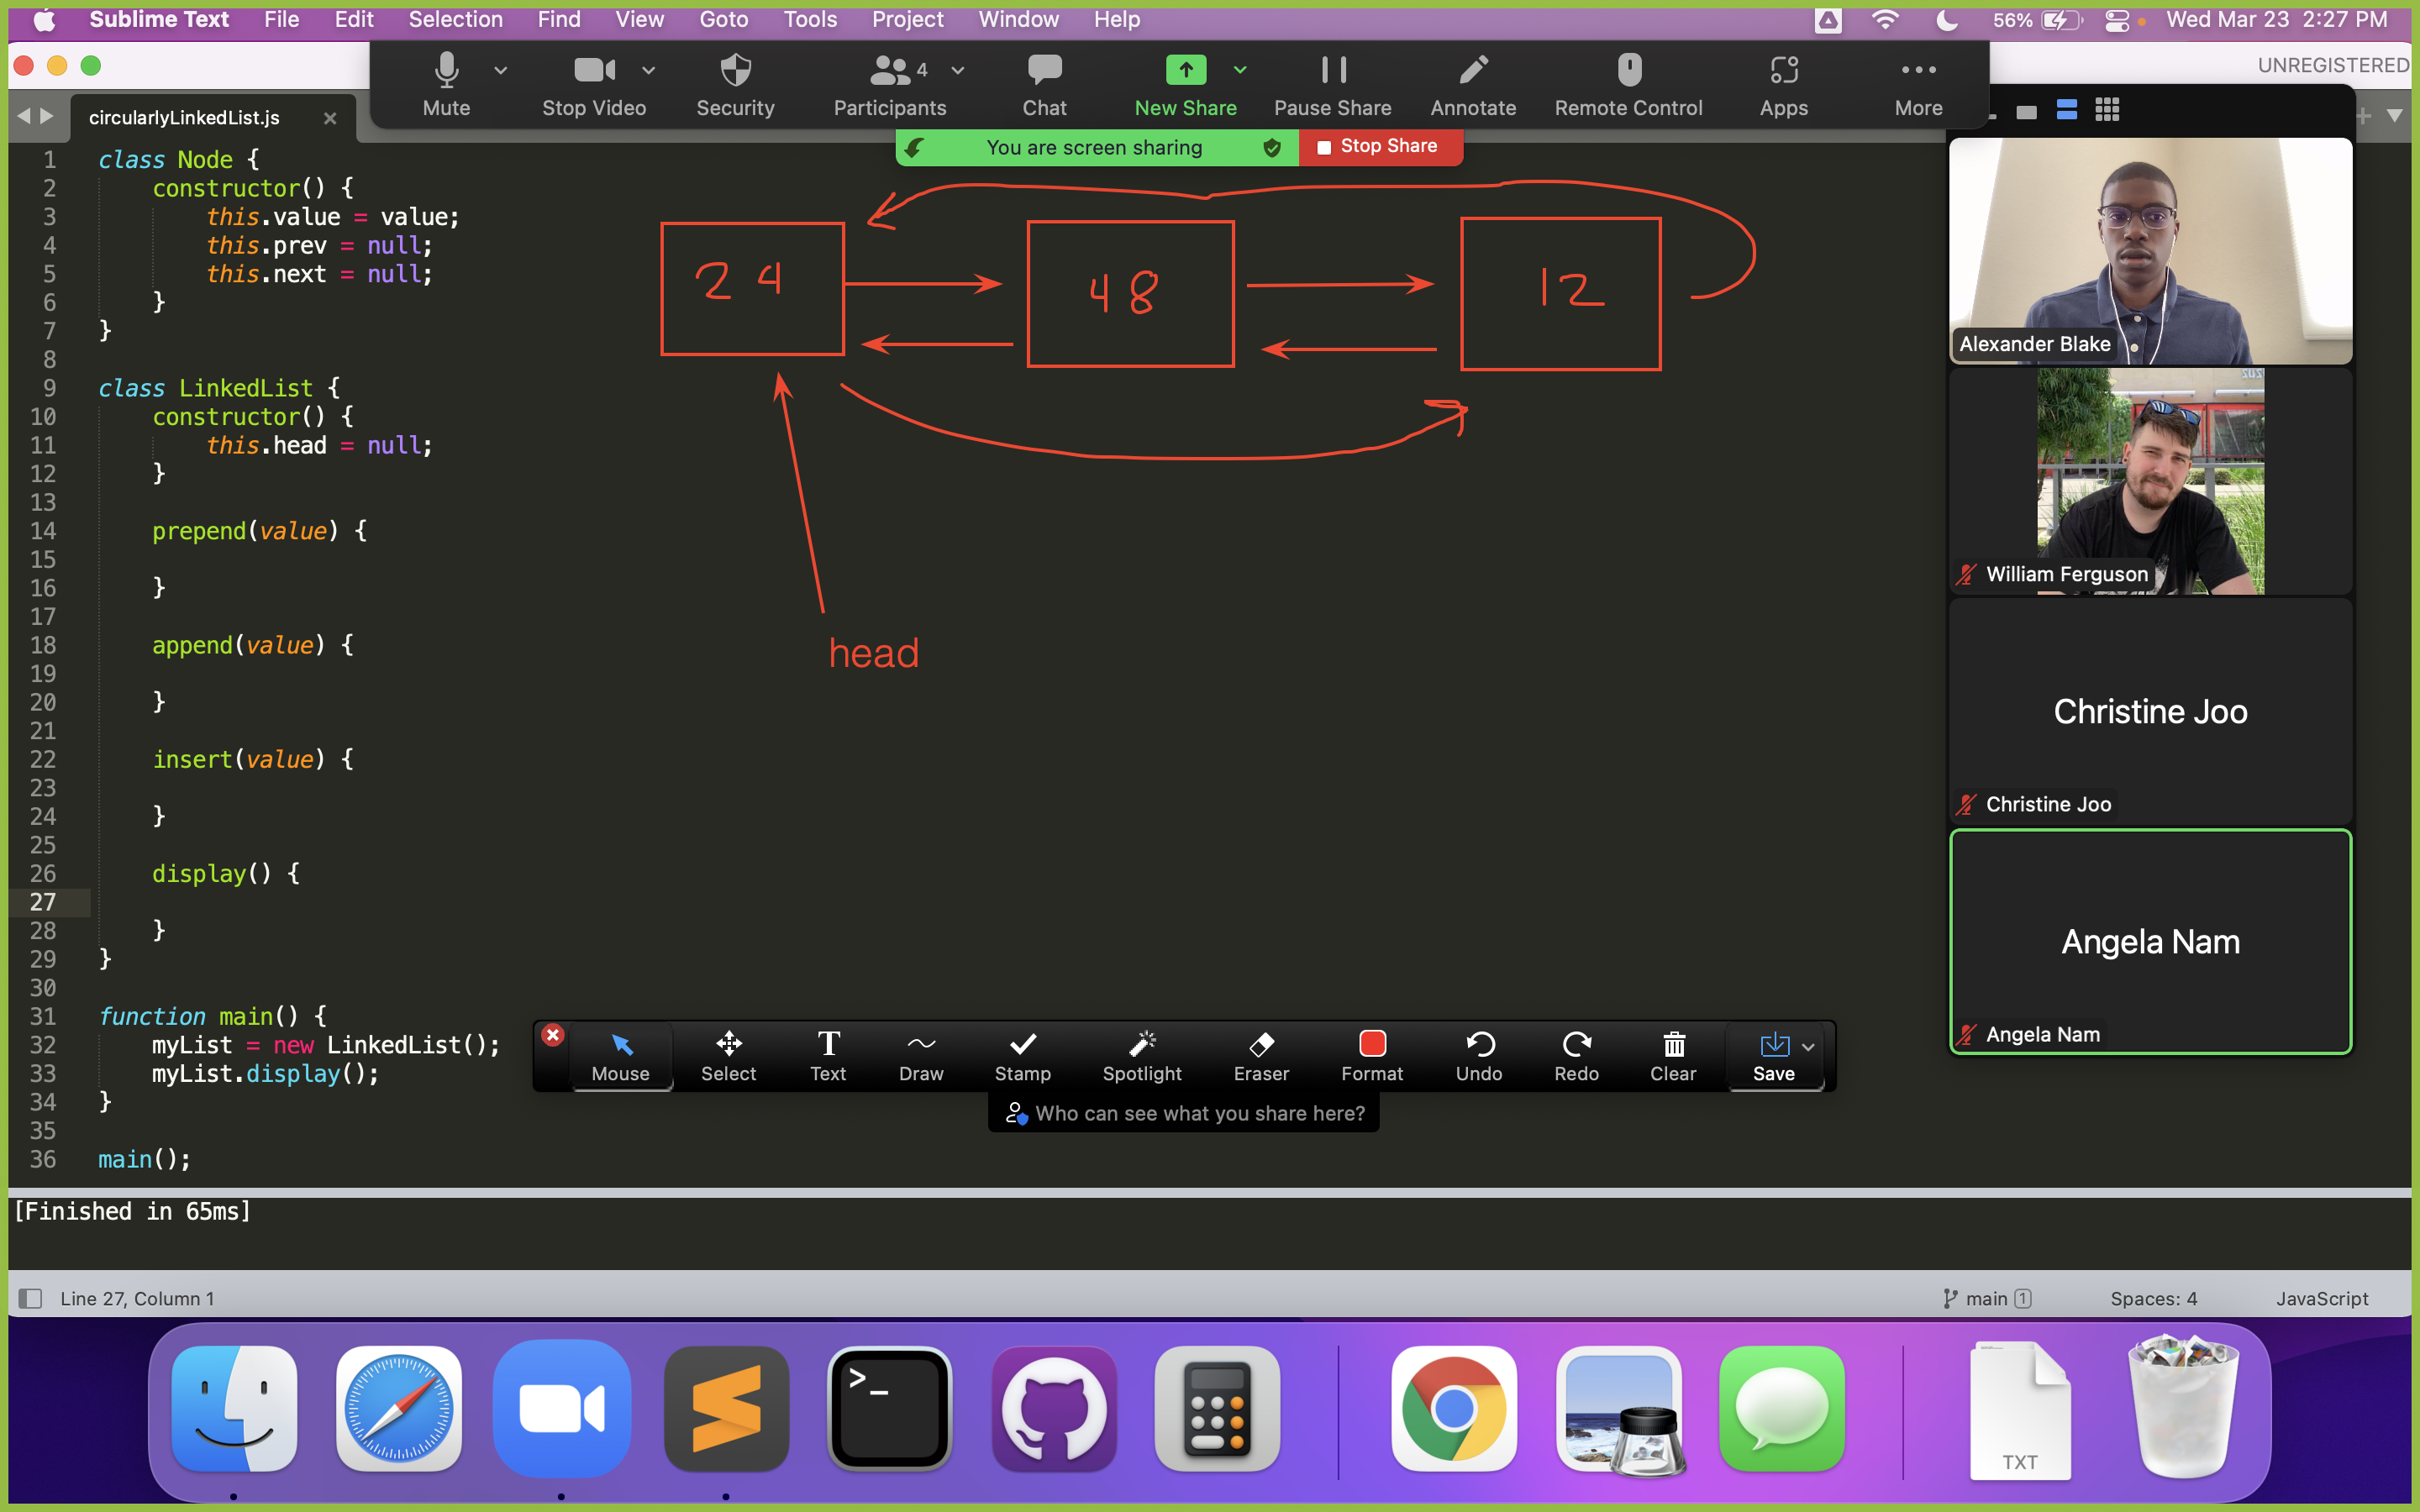 Sublime Text File Edit Selection Find View Goto Tools Project Window Help 56% Wed Mar 23 2:27 PM
UNREGISTERED
Mute Stop Video Security Participants 4 Chat New Share Pause Share Annotate Remote Control Apps More
You are screen sharing Stop Share
circularlyLinkedList.js
1 class Node {
2 constructor() {
3 this.value = value;
4 this.prev = null;
5 this.next = null;
6 }
7 }
8
9 class LinkedList {
10 constructor() {
11 this.head = null;
12 }
13
14 prepend(value) {
15
16 }
17
18 append(value) {
19
20 }
21
22 insert(value) {
23
24 }
25
26 display() {
27
28 }
29 }
30
31 function main() {
32 myList = new LinkedList();
33 myList.display();
34 }
35
36 main();
24 48 12
head
Alexander Blake
William Ferguson
Christine Joo
Christine Joo
Angela Nam
Angela Nam
Mouse Select Text Draw Stamp Spotlight Eraser Format Undo Redo Clear Save
Who can see what you share here?
[Finished in 65ms]
Line 27, Column 1 main 1 Spaces: 4 JavaScript
TXT